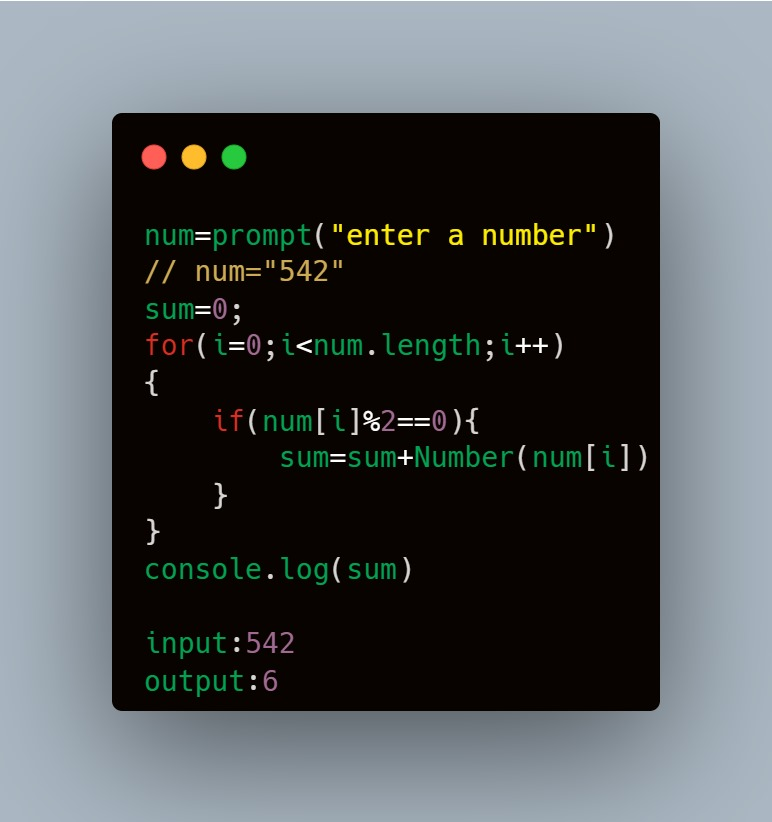 num=prompt("enter a number")
// num="542"
sum=0;
for(i=0;i<num.length;i++)
{
    if(num[i]%2==0){
        sum=sum+Number(num[i])
    }
}
console.log(sum)

input:542
output:6